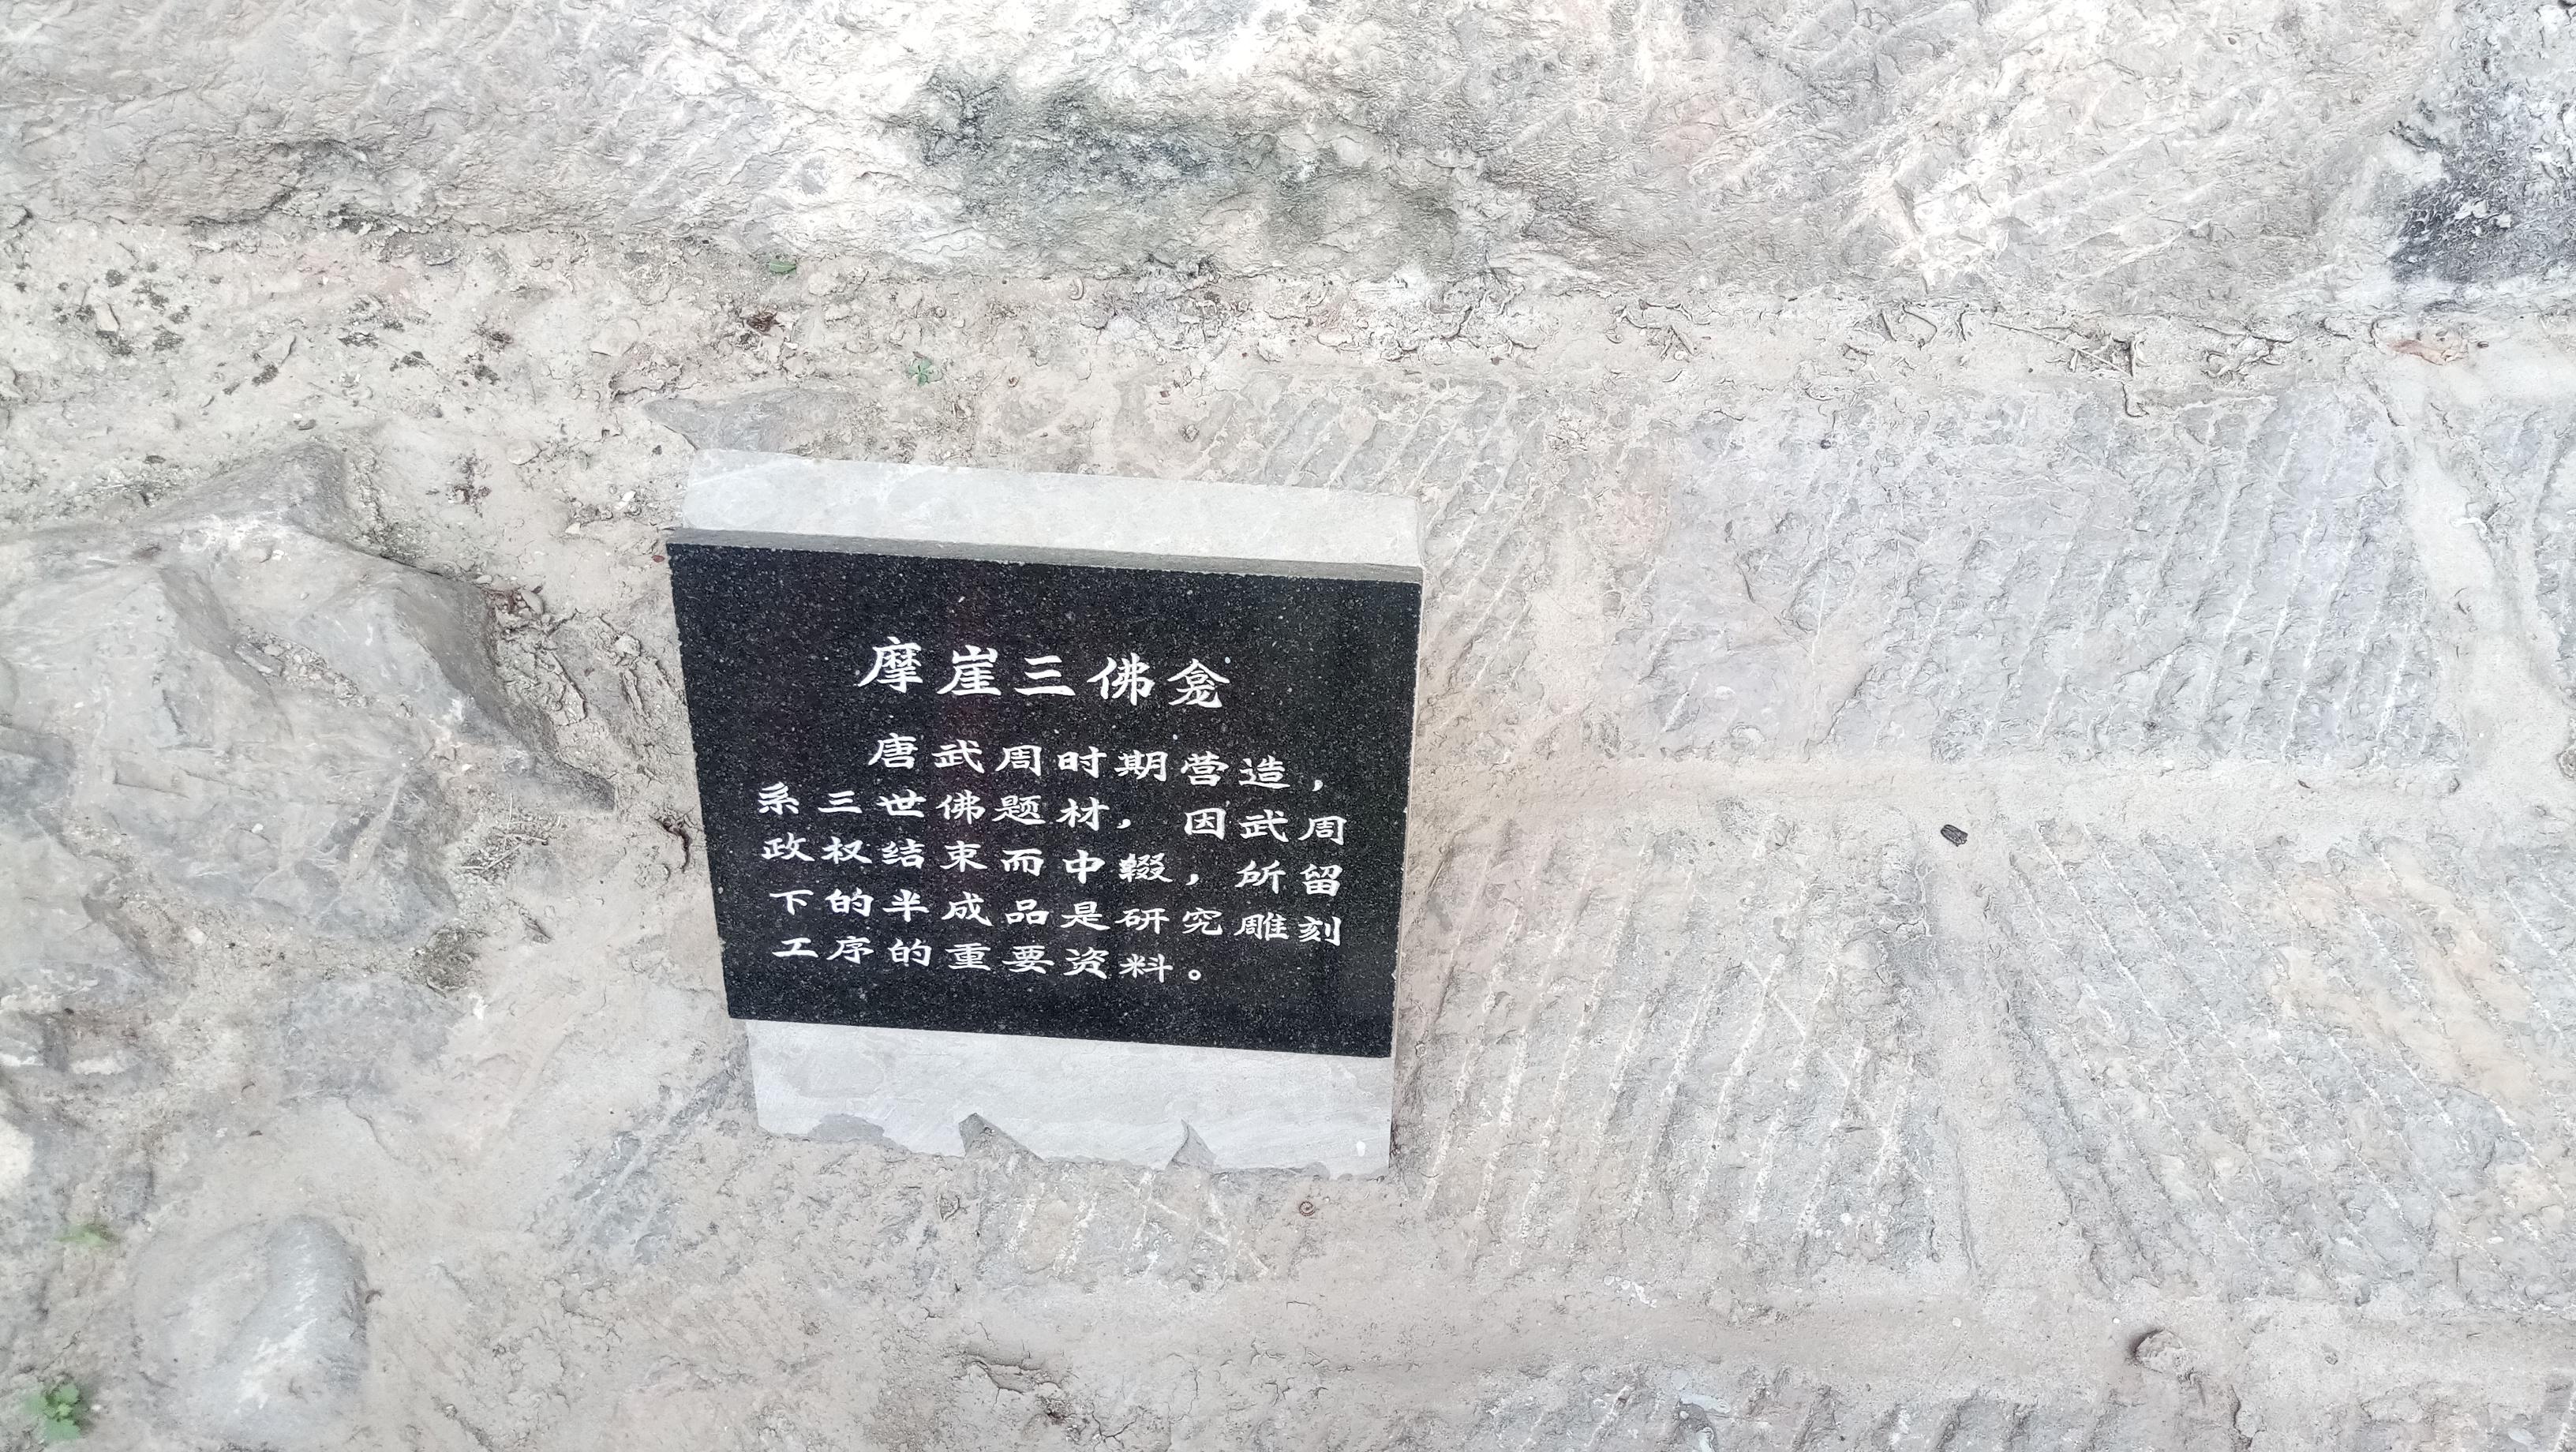 摩崖三佛龛
唐武周时期营造，
系三世佛题材，因武周
政权结束而中辍，所留
下的半成品是研究雕刻
工序的重要资料。